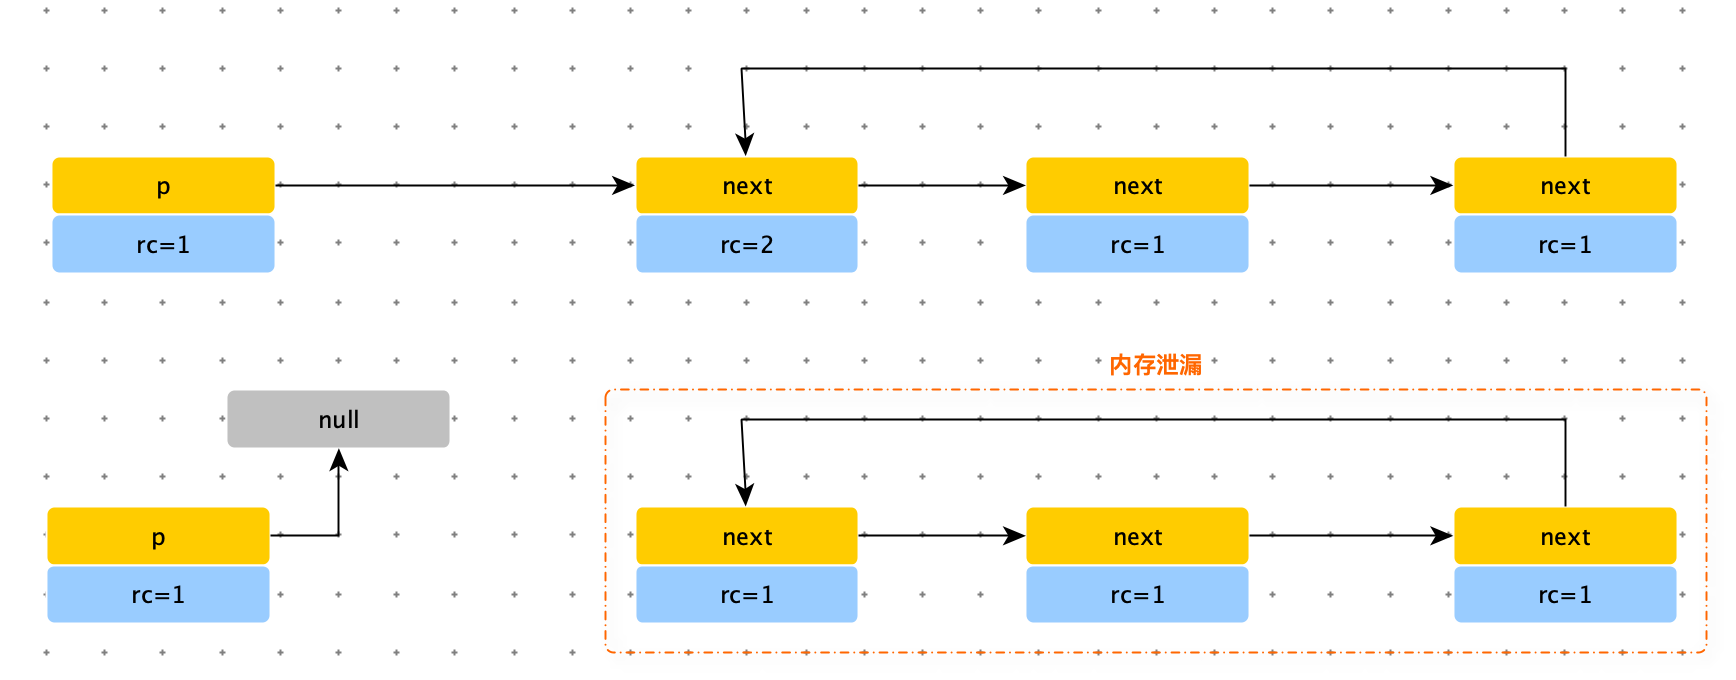 p
next
next
next
rc=1
rc=2
rc=1
rc=1
内存泄漏
null
p
next
next
next
rc=1
rc=1
rc=1
rc=1